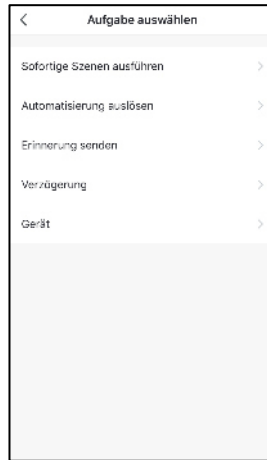 Aufgabe auswählen
Sofortige Szenen ausführen
Automatisierung auslösen
Erinnerung senden
Verzögerung
Gerät